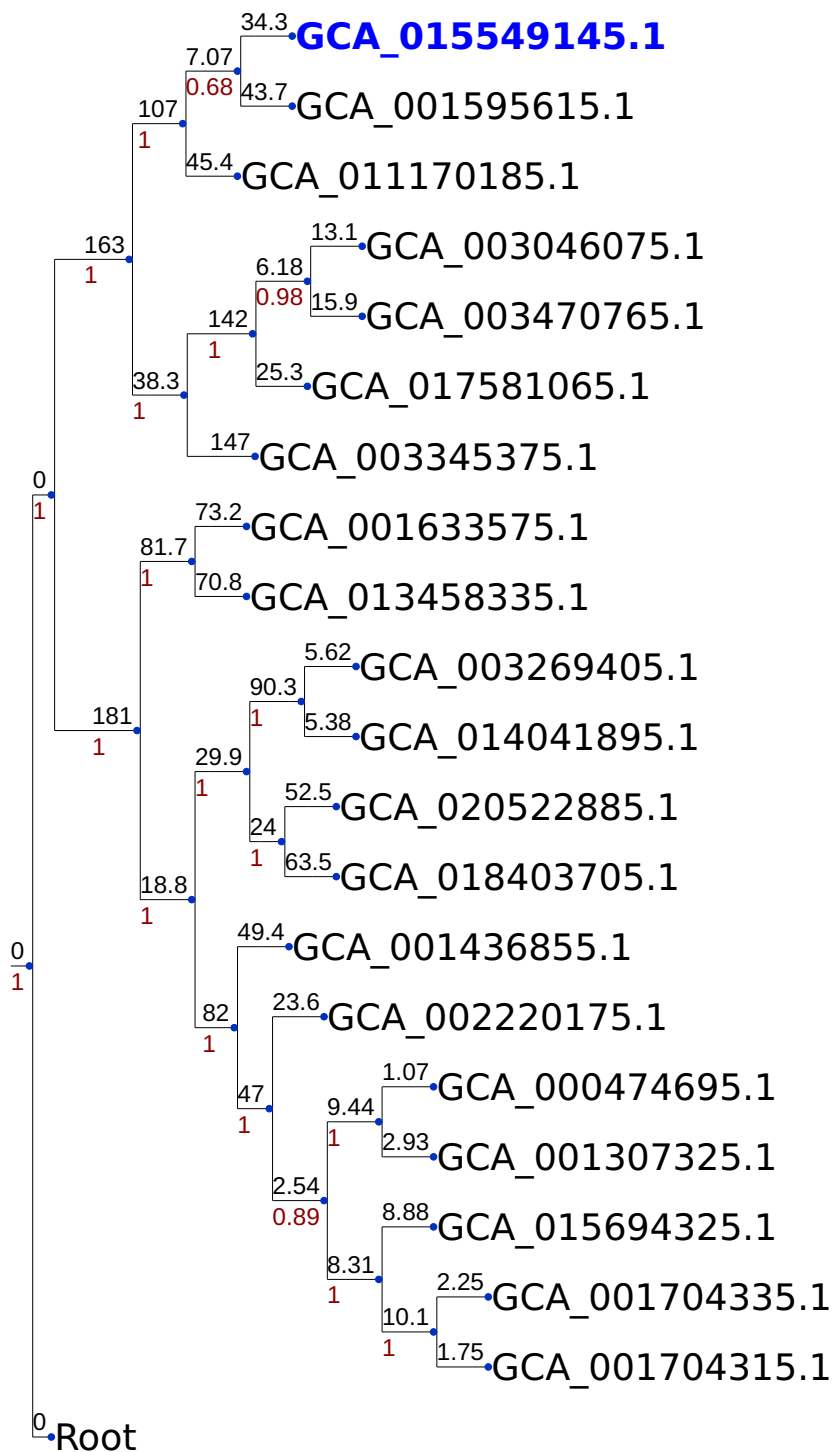 34.3
GCA_015549145.1
7.07
0.68
43.7
GCA_001595615.1
107
1
45.4
GCA_011170185.1
13.1
GCA_003046075.1
163
1
6.18
0.98
15.9
GCA_003470765.1
142
1
25.3
GCA_017581065.1
38.3
1
147
GCA_003345375.1
0
1
73.2
GCA_001633575.1
81.7
1
70.8
GCA_013458335.1
5.62
GCA_003269405.1
90.3
1
181
1
5.38
GCA_014041895.1
29.9
1
52.5
GCA_020522885.1
24
1
63.5
GCA_018403705.1
18.8
1
49.4
GCA_001436855.1
0
1
82
1
23.6
GCA_002220175.1
47
1
1.07
GCA_000474695.1
9.44
1
2.93
GCA_001307325.1
2.54
0.89
8.88
GCA_015694325.1
8.31
1
2.25
GCA_001704335.1
10.1
1
1.75
GCA_001704315.1
0
Root